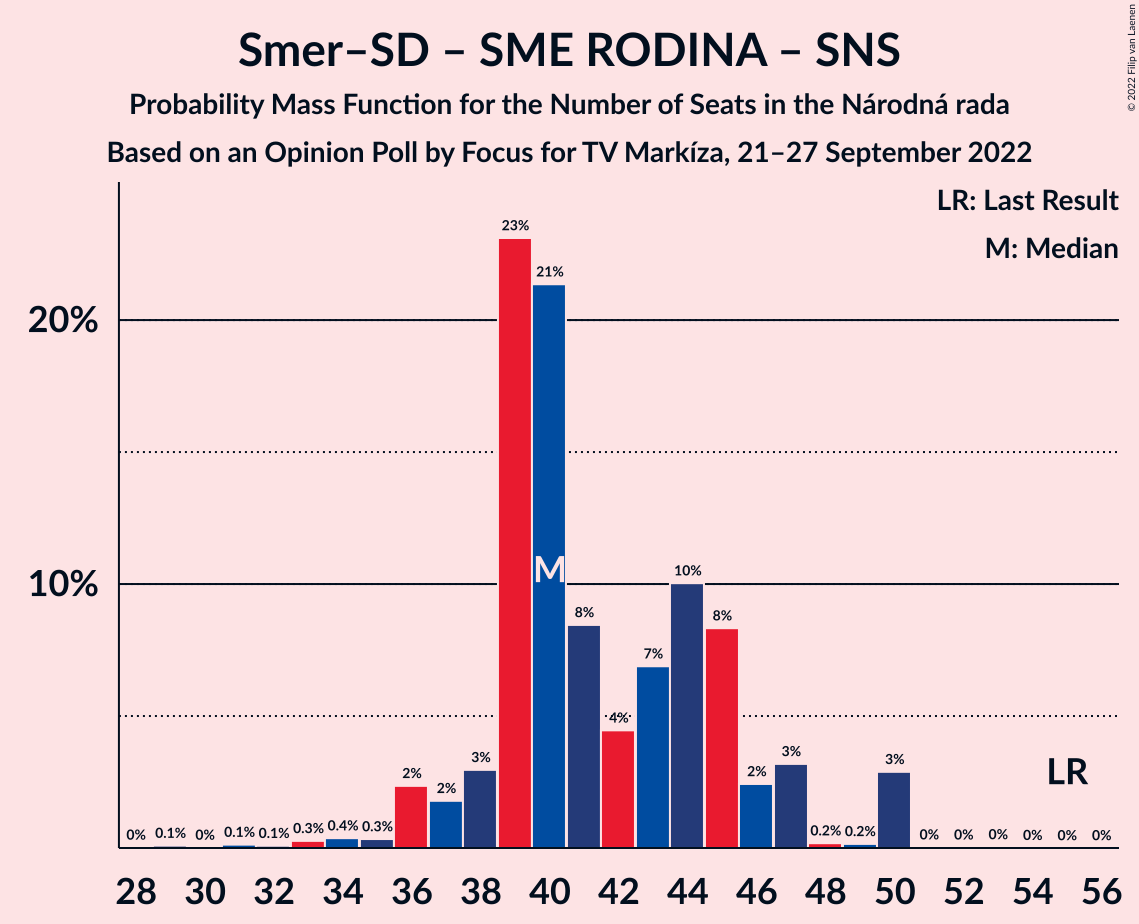 Smer–SD – SME RODINA – SNS
Probability Mass Function for the Number of Seats in the Národná rada
Based on an Opinion Poll by Focus for TV Markíza, 21–27 September 2022
© 2022 Filip van Laenen
LR: Last Result
M: Median
23%
21%
20%
M
10%
10%
8%
8%
7%
4%
LR
3%
3%
3%
2%
2%
2%
0% 0.1% 0% 0.1% 0.1% 0.3% 0.4% 0.3% 0.2% 0.2% 0% 0% 0% 0% 0% 0%
28 30 32 34 36 38 40 42 44 46 48 50 52 54 56